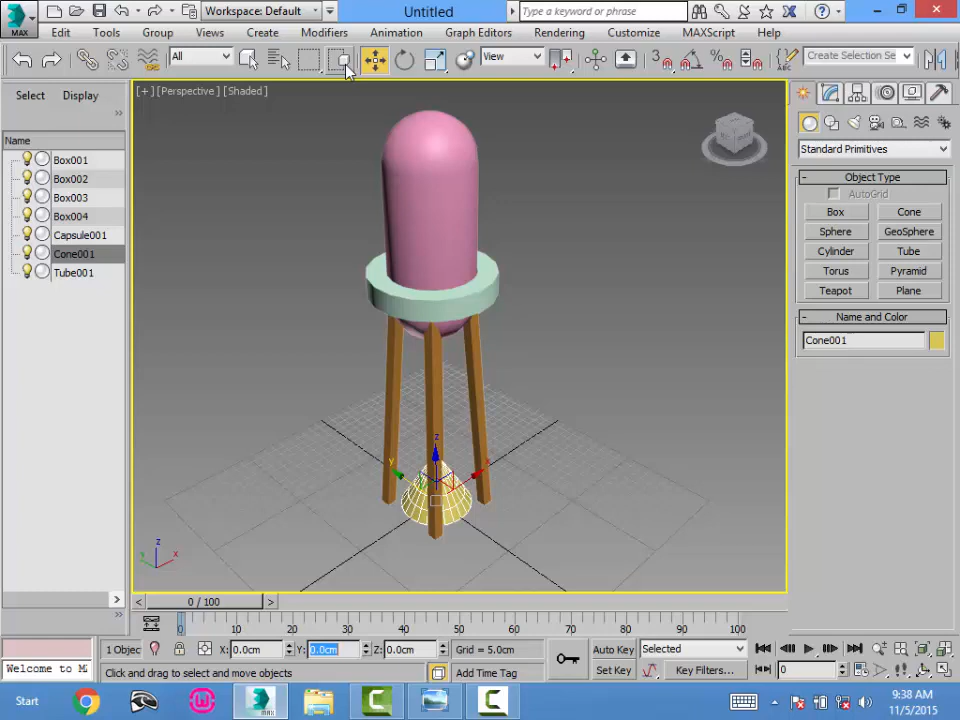 MAX
Workspace: Default
Untitled
Type a keyword or phrase
Edit Tools Group Views Create Modifiers Animation Graph Editors Rendering Customize MAXScript Help
All
View
3
Create Selection Se
Select Display
[+] [Perspective] [Shaded]
Name
Box001
Box002
Box003
Box004
Capsule001
Cone001
Tube001
Standard Primitives
Object Type
AutoGrid
Box Cone
Sphere GeoSphere
Cylinder Tube
Torus Pyramid
Teapot Plane
Name and Color
Cone001
z
y
x
z
y
x
0 / 100
0 10 20 30 40 50 60 70 80 90 100
1 Object X: 0.0cm Y: 0.0cm Z: 0.0cm Grid = 5.0cm
Auto Key Selected
Welcome to M
Click and drag to select and move objects
Add Time Tag
Set Key Key Filters...
0
Start
MAX
9:38 AM
11/5/2015